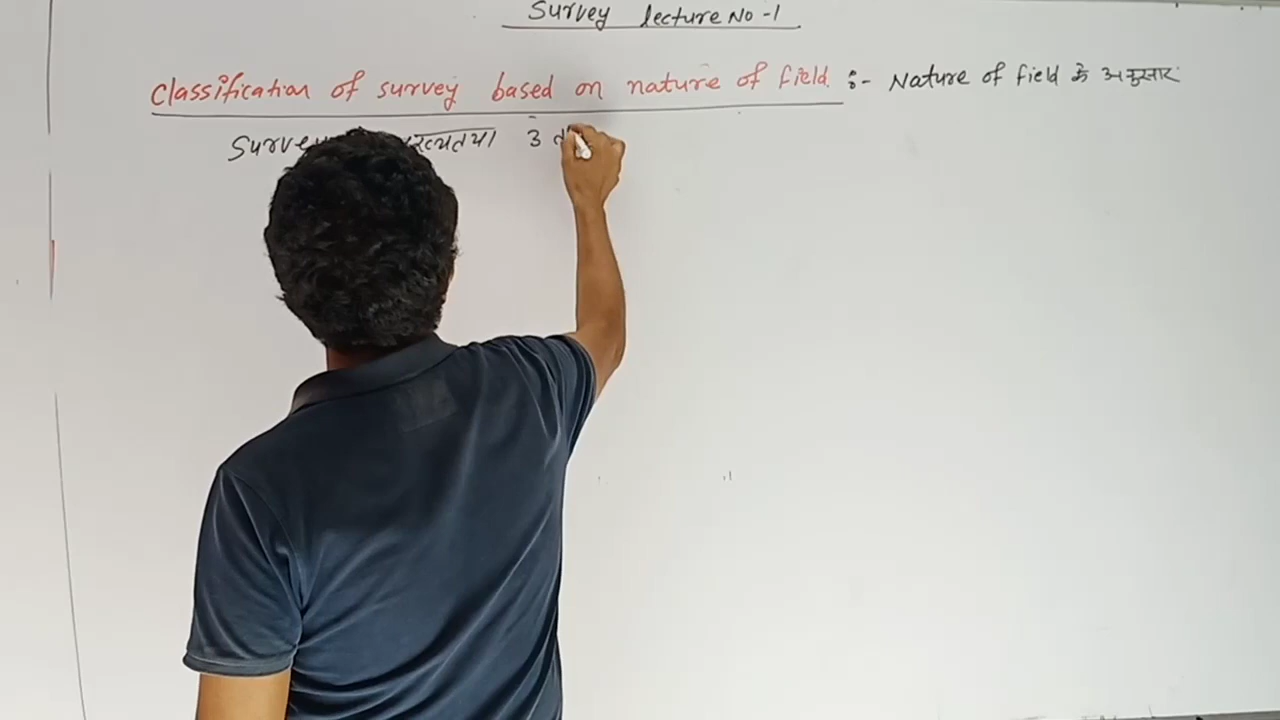 Survey lecture No -1
Classification of survey based on nature of field :- Nature of field के अनुसार
Survey 3